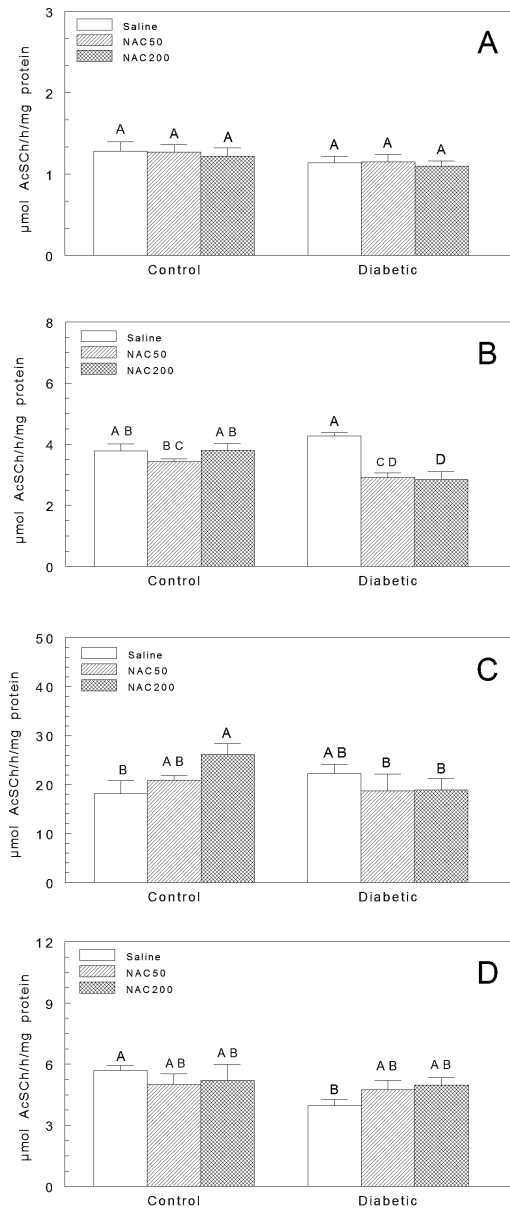 3
Saline
NAC50
NAC200
A
2
A A A
A A A
1
0
Control Diabetic
µmol AcSCh/h/mg protein
8
Saline
NAC50
NAC200
B
6
A
A B B C A B
4
C D D
2
0
Control Diabetic
µmol AcSCh/h/mg protein
50
Saline
NAC50
NAC200
C
40
30
A
A B
B A B
B B
20
10
0
Control Diabetic
µmol AcSCh/h/mg protein
12
Saline
NAC50
NAC200
D
9
A A B A B
A B A B
6
B
3
0
Control Diabetic
µmol AcSCh/h/mg protein